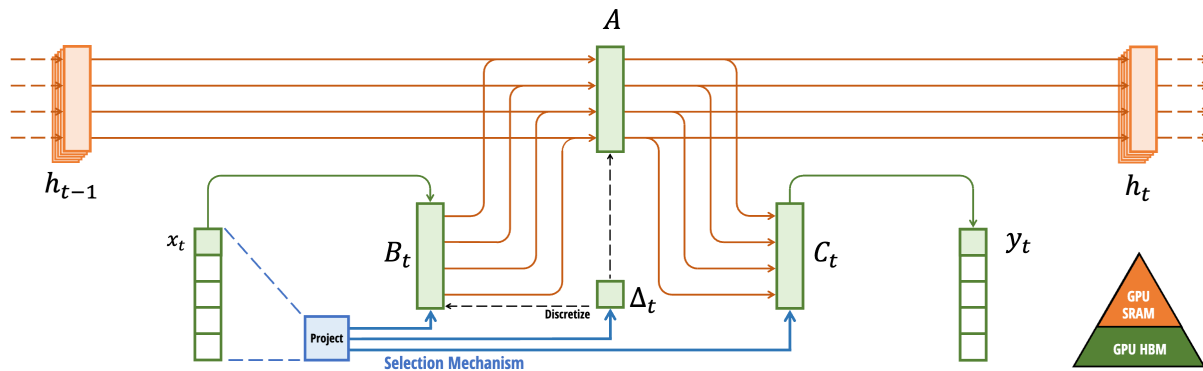 A
h_{t-1}
h_t
x_t
B_t
C_t
y_t
Δ_t
Discretize
Project
Selection Mechanism
GPU
SRAM
GPU HBM